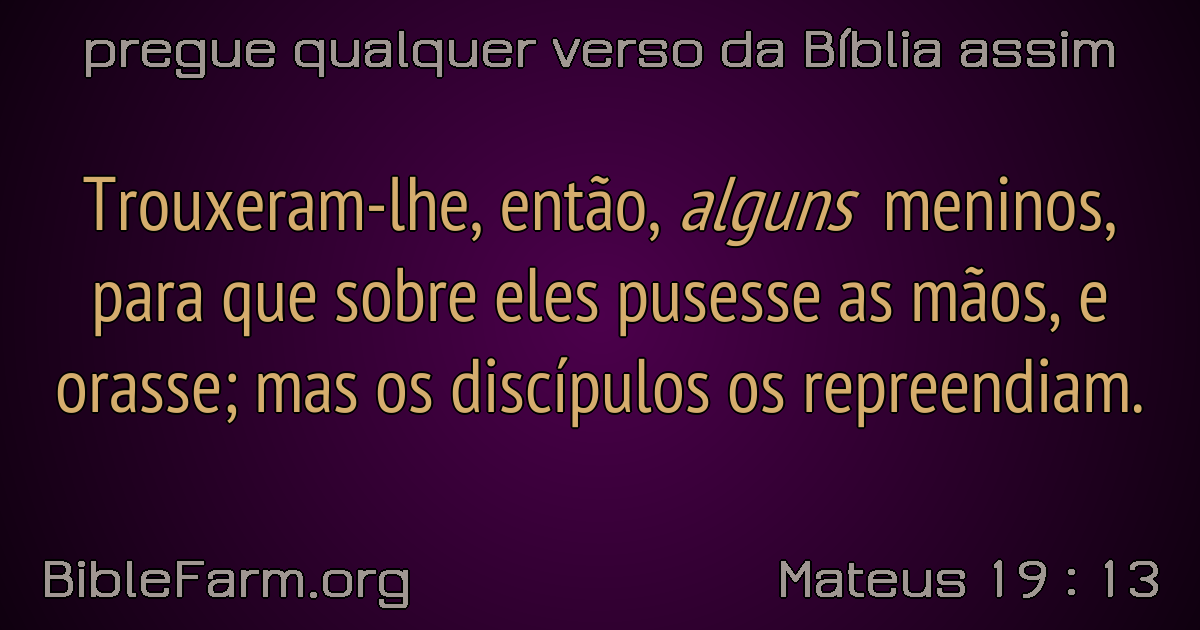 pregue qualquer verso da Bíblia assim
Trouxeram-lhe, então, alguns meninos,
para que sobre eles pusesse as mãos, e
orasse; mas os discípulos os repreendiam.
BibleFarm.org
Mateus 19 : 13